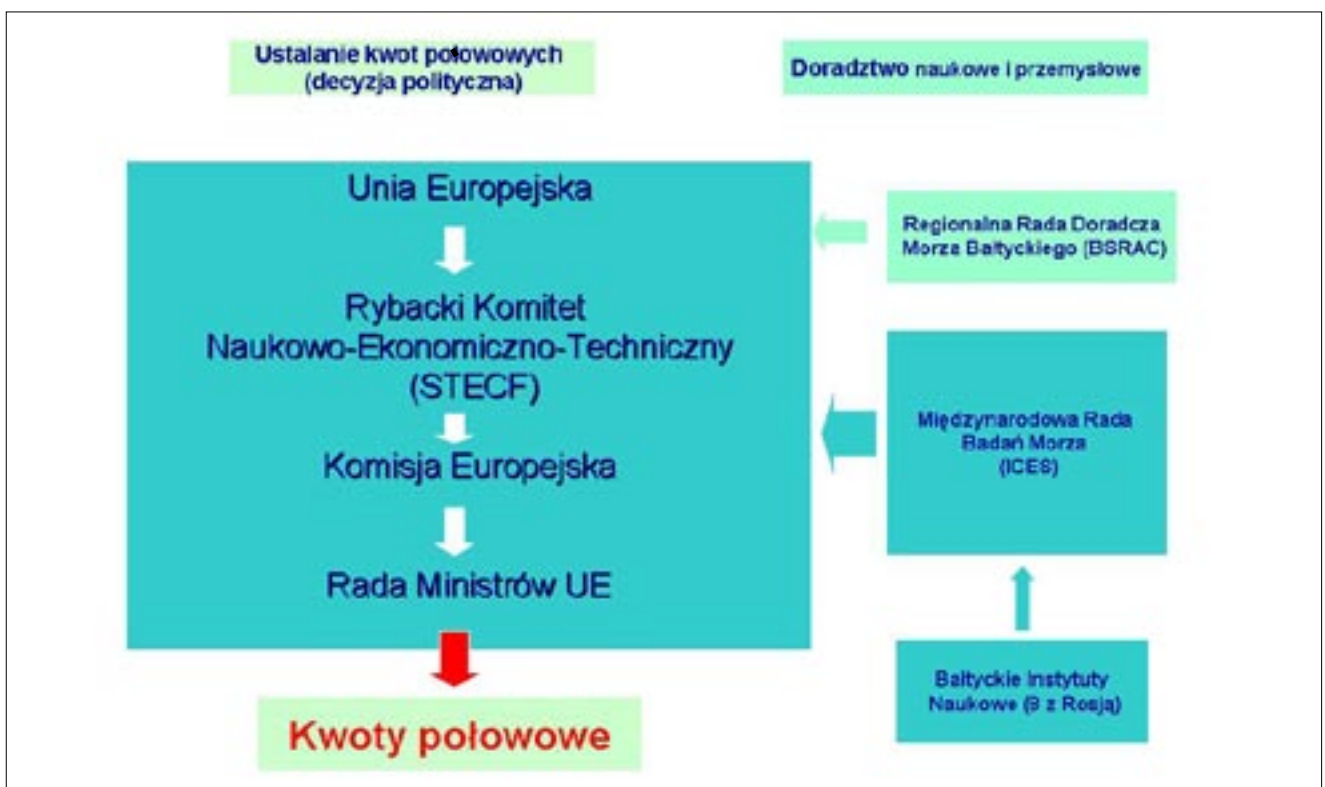 Ustalanie kwot połowowych
(decyzja polityczna)
Doradztwo naukowe i przemysłowe
Unia Europejska
Rybacki Komitet
Naukowo-Ekonomiczno-Techniczny
(STECF)
Komisja Europejska
Rada Ministrów UE
Kwoty połowowe
Regionalna Rada Doradcza
Morza Bałtyckiego (BSRAC)
Międzynarodowa Rada
Badań Morza
(ICES)
Bałtyckie Instytuty
Naukowe (9 z Rosją)